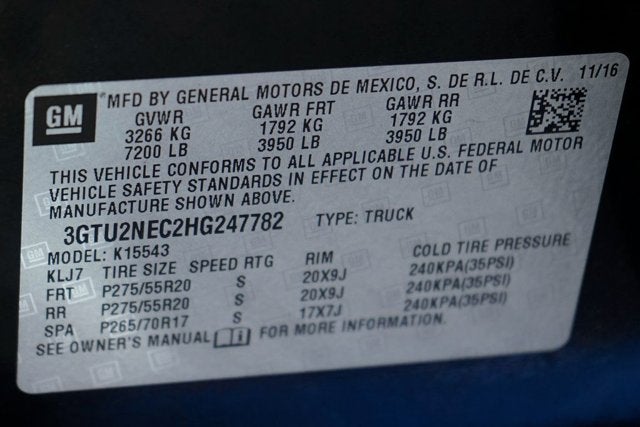 GM
MFD BY GENERAL MOTORS DE MEXICO, S. DE R.L. DE C.V. 11/16
GVWR GAWR FRT GAWR RR
3266 KG 1792 KG 1792 KG
7200 LB 3950 LB 3950 LB
THIS VEHICLE CONFORMS TO ALL APPLICABLE U.S. FEDERAL MOTOR
VEHICLE SAFETY STANDARDS IN EFFECT ON THE DATE OF
MANUFACTURE SHOWN ABOVE.
3GTU2NEC2HG247782 TYPE: TRUCK
MODEL: K15543
KLJ7 TIRE SIZE SPEED RTG RIM COLD TIRE PRESSURE
FRT P275/55R20 S 20X9J 240KPA(35PSI)
RR P275/55R20 S 20X9J 240KPA(35PSI)
SPA P265/70R17 S 17X7J 240KPA(35PSI)
SEE OWNER'S MANUAL FOR MORE INFORMATION.